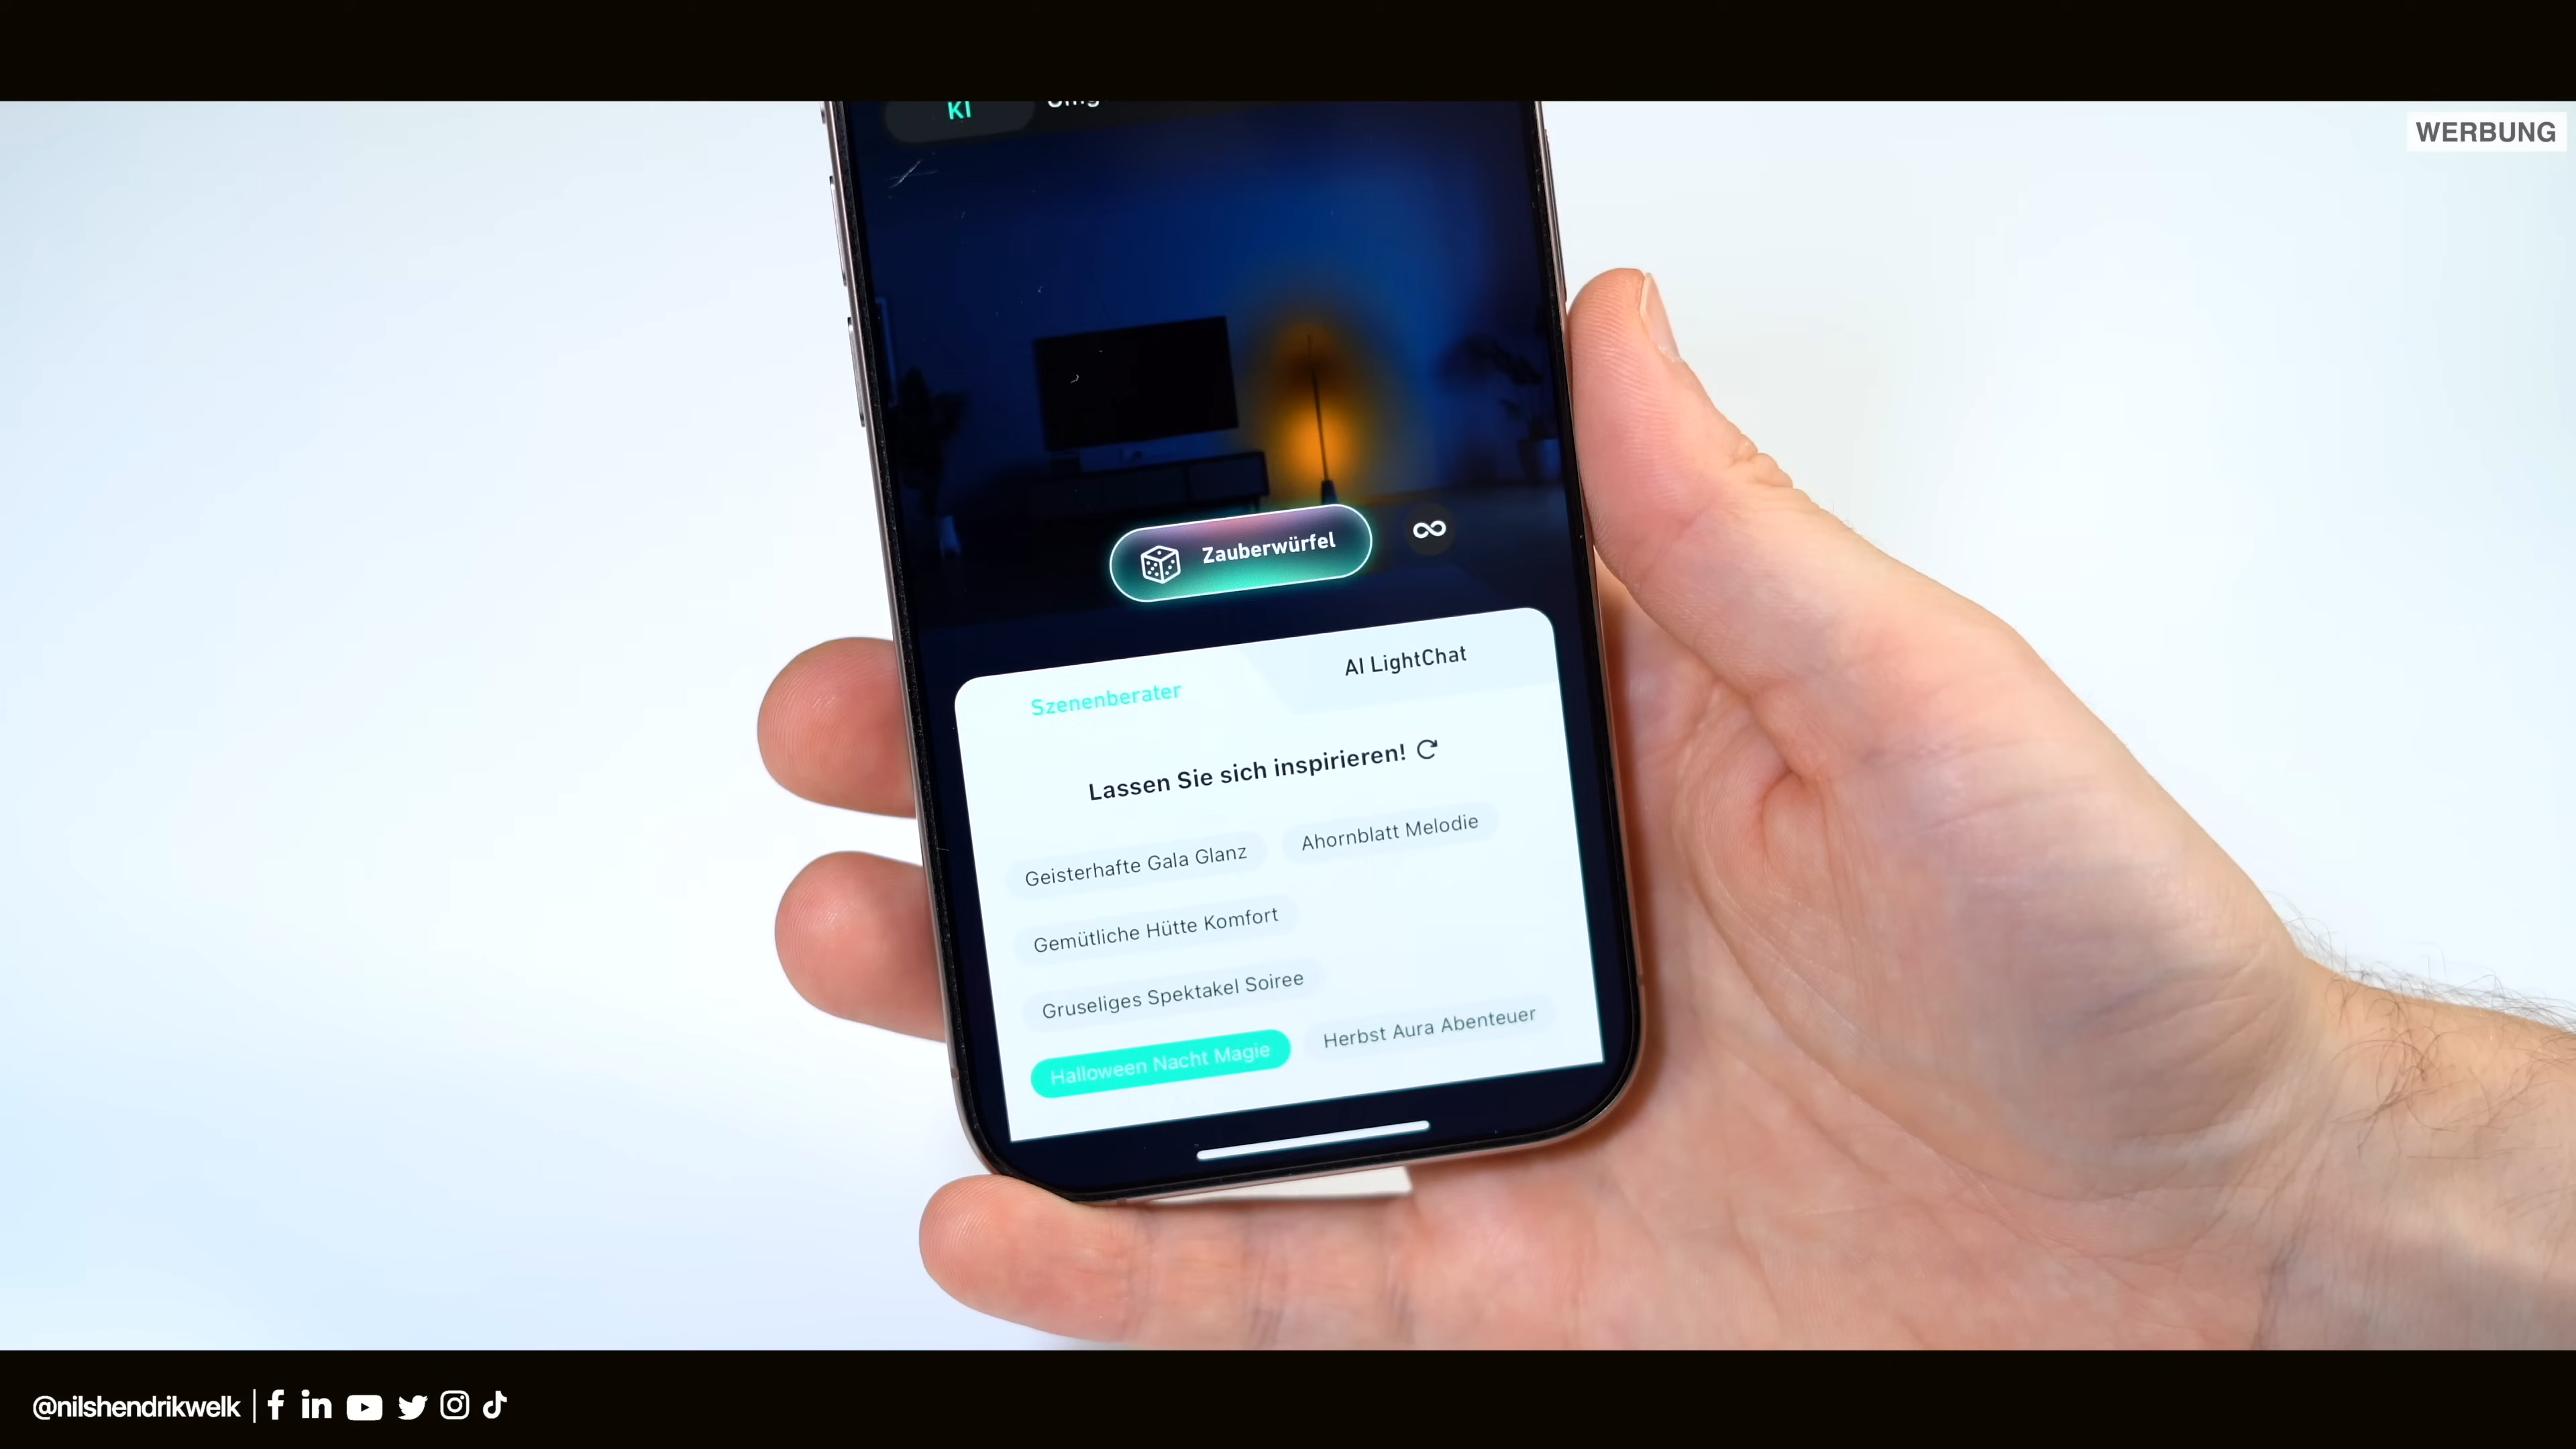 KI
WERBUNG
Zauberwürfel
Szenenberater
AI LightChat
Lassen Sie sich inspirieren!
Geisterhafte Gala Glanz
Ahornblatt Melodie
Gemütliche Hütte Komfort
Gruseliges Spektakel Soiree
Halloween Nacht Magie
Herbst Aura Abenteuer
@nilshendrikwelk